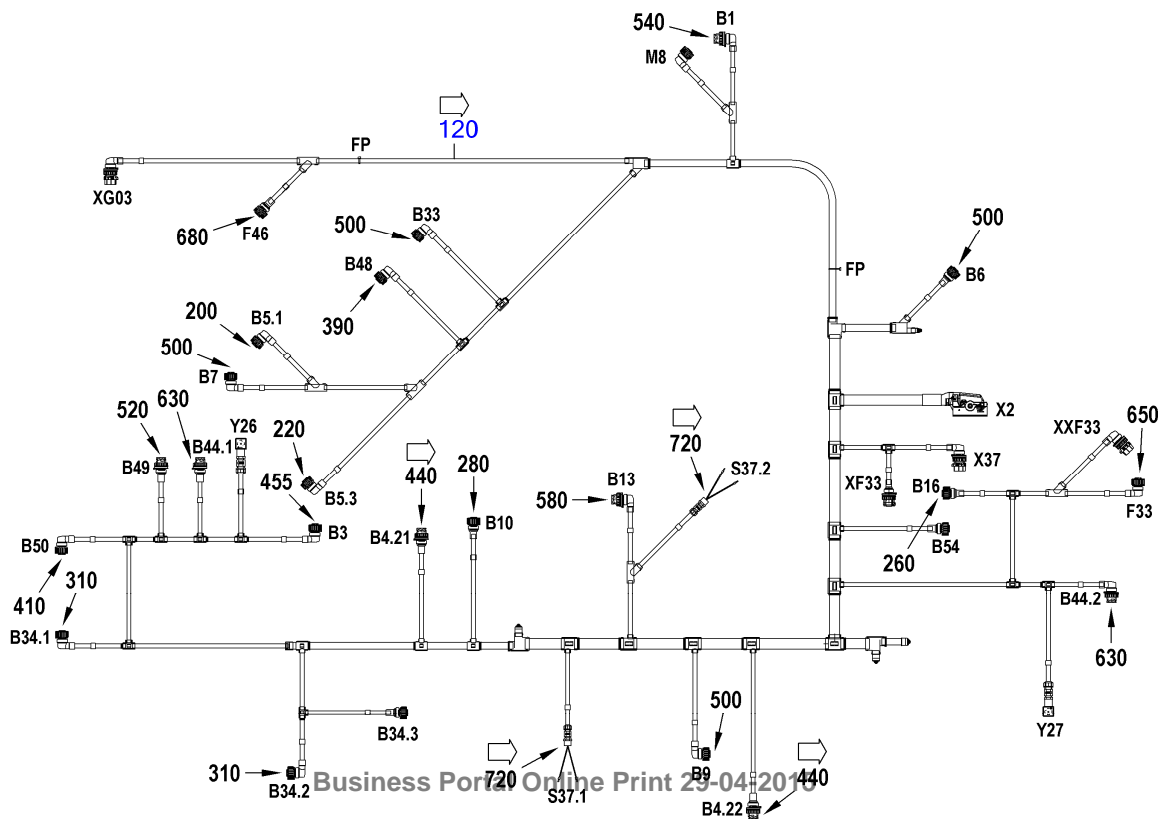 540 B1
M8
120
FP
XG03
680 F46
B33
500
B48
390
500
B6
FP
200
B5.1
500
B7
X2
520 630 Y26
B49 B44.1
220
455
B5.3
B3
B50
410
440
B4.21
280
B10
720
S37.2
B13
580
XXF33 650
X37
XF33
B16
F33
260
B54
310
B34.1
B44.2
630
Y27
B34.3
310
B34.2
720
S37.1
500
B9
440
B4.22
Business Portal Online Print 29-04-201